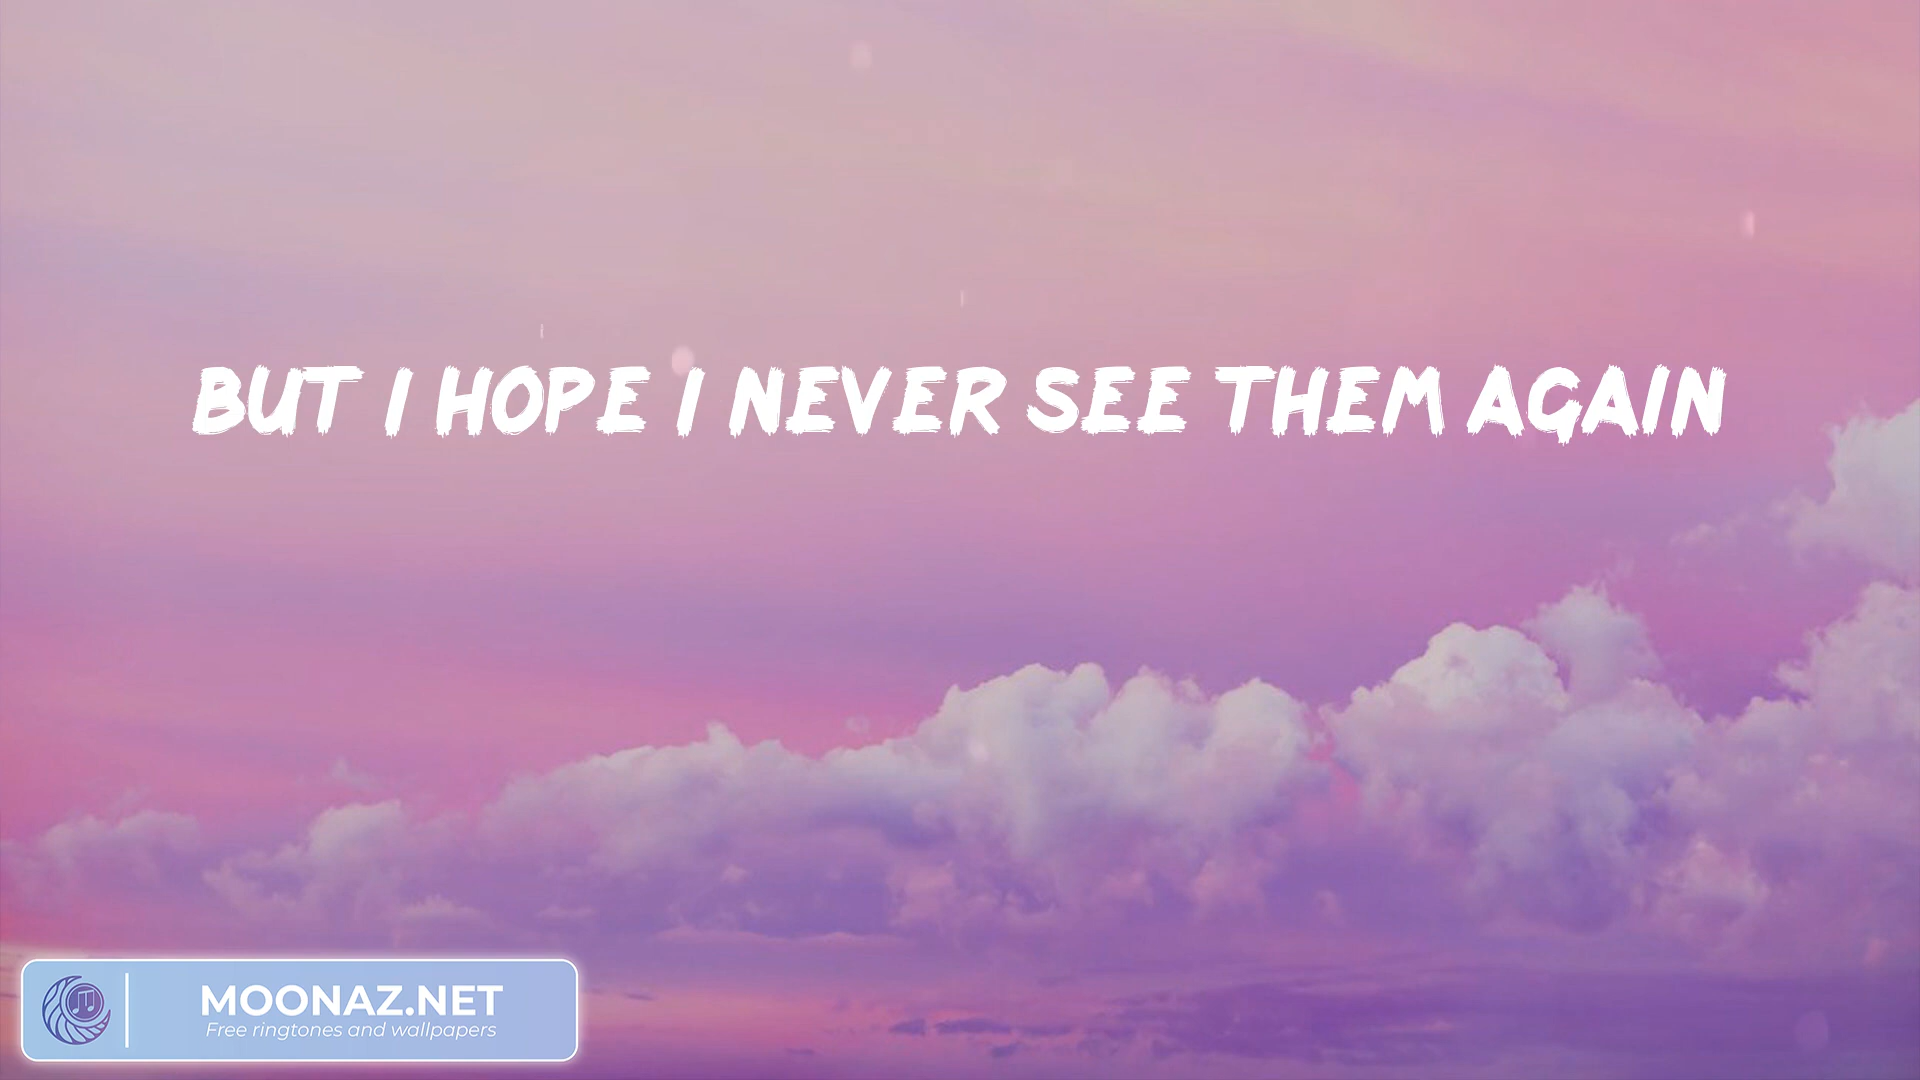 BUT I HOPE I NEVER SEE THEM AGAIN
MOONAZ.NET
Free ringtones and wallpapers